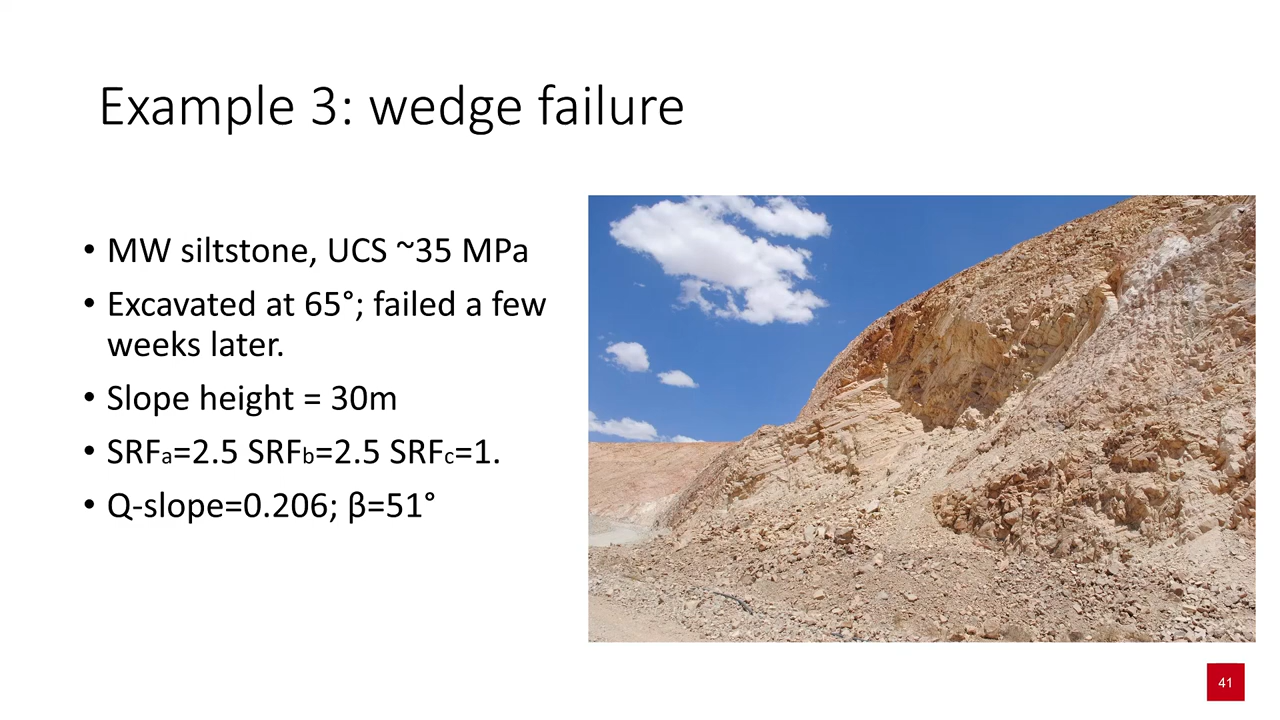 Example 3: wedge failure
• MW siltstone, UCS ~35 MPa
• Excavated at 65°; failed a few
weeks later.
• Slope height = 30m
• SRFa=2.5 SRFb=2.5 SRFc=1.
• Q-slope=0.206; β=51°
41